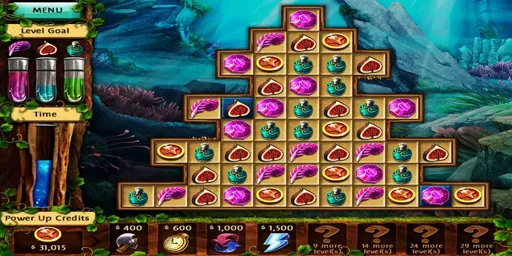 MENU
Level Goal
Time
Power Up Credits
$ 31,015
$ 400
$ 600
$ 1,000
$ 1,500
?
9 more
level(s),
?
14 more
level(s)
?
24 more
level(s)
?
29 more
level(s)